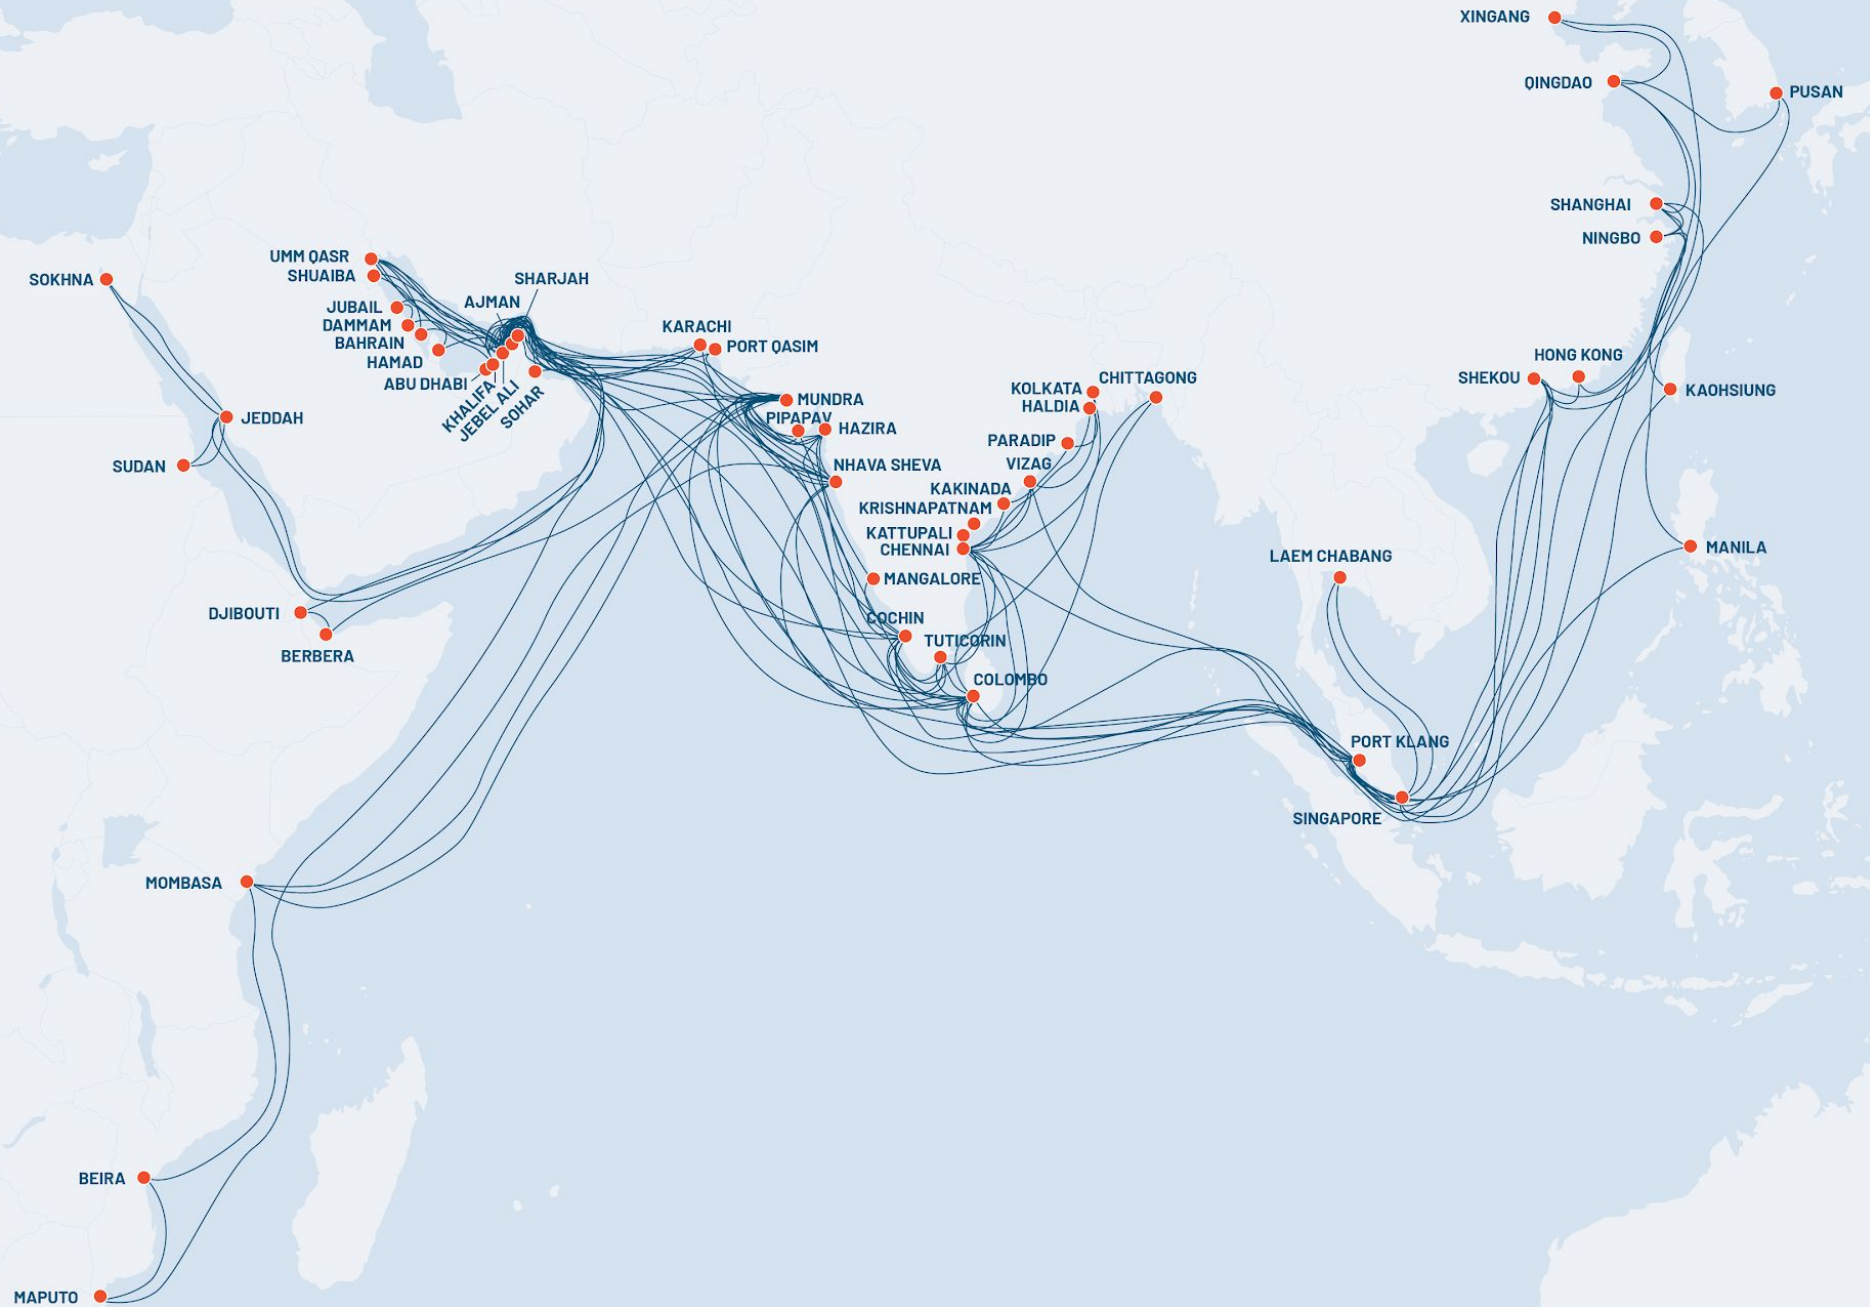 XINGANG
QINGDAO
PUSAN
SHANGHAI
NINGBO
UMM QASR
SHUAIBA
SOKHNA
SHARJAH
AJMAN
JUBAIL
DAMMAM
BAHRAIN
HAMAD
ABU DHABI
KHALIFA
JEBEL ALI
SOHAR
KARACHI
PORT QASIM
MUNDRA
PIPAPAV
HAZIRA
NHAVA SHEVA
JEDDAH
SUDAN
KOLKATA
HALDIA
CHITTAGONG
PARADIP
VIZAG
KAKINADA
KRISHNAPATNAM
KATTUPALI
CHENNAI
MANGALORE
COCHIN
TUTICORIN
COLOMBO
HONG KONG
SHEKOU
KAOHSIUNG
MANILA
LAEM CHABANG
DJIBOUTI
BERBERA
PORT KLANG
SINGAPORE
MOMBASA
BEIRA
MAPUTO